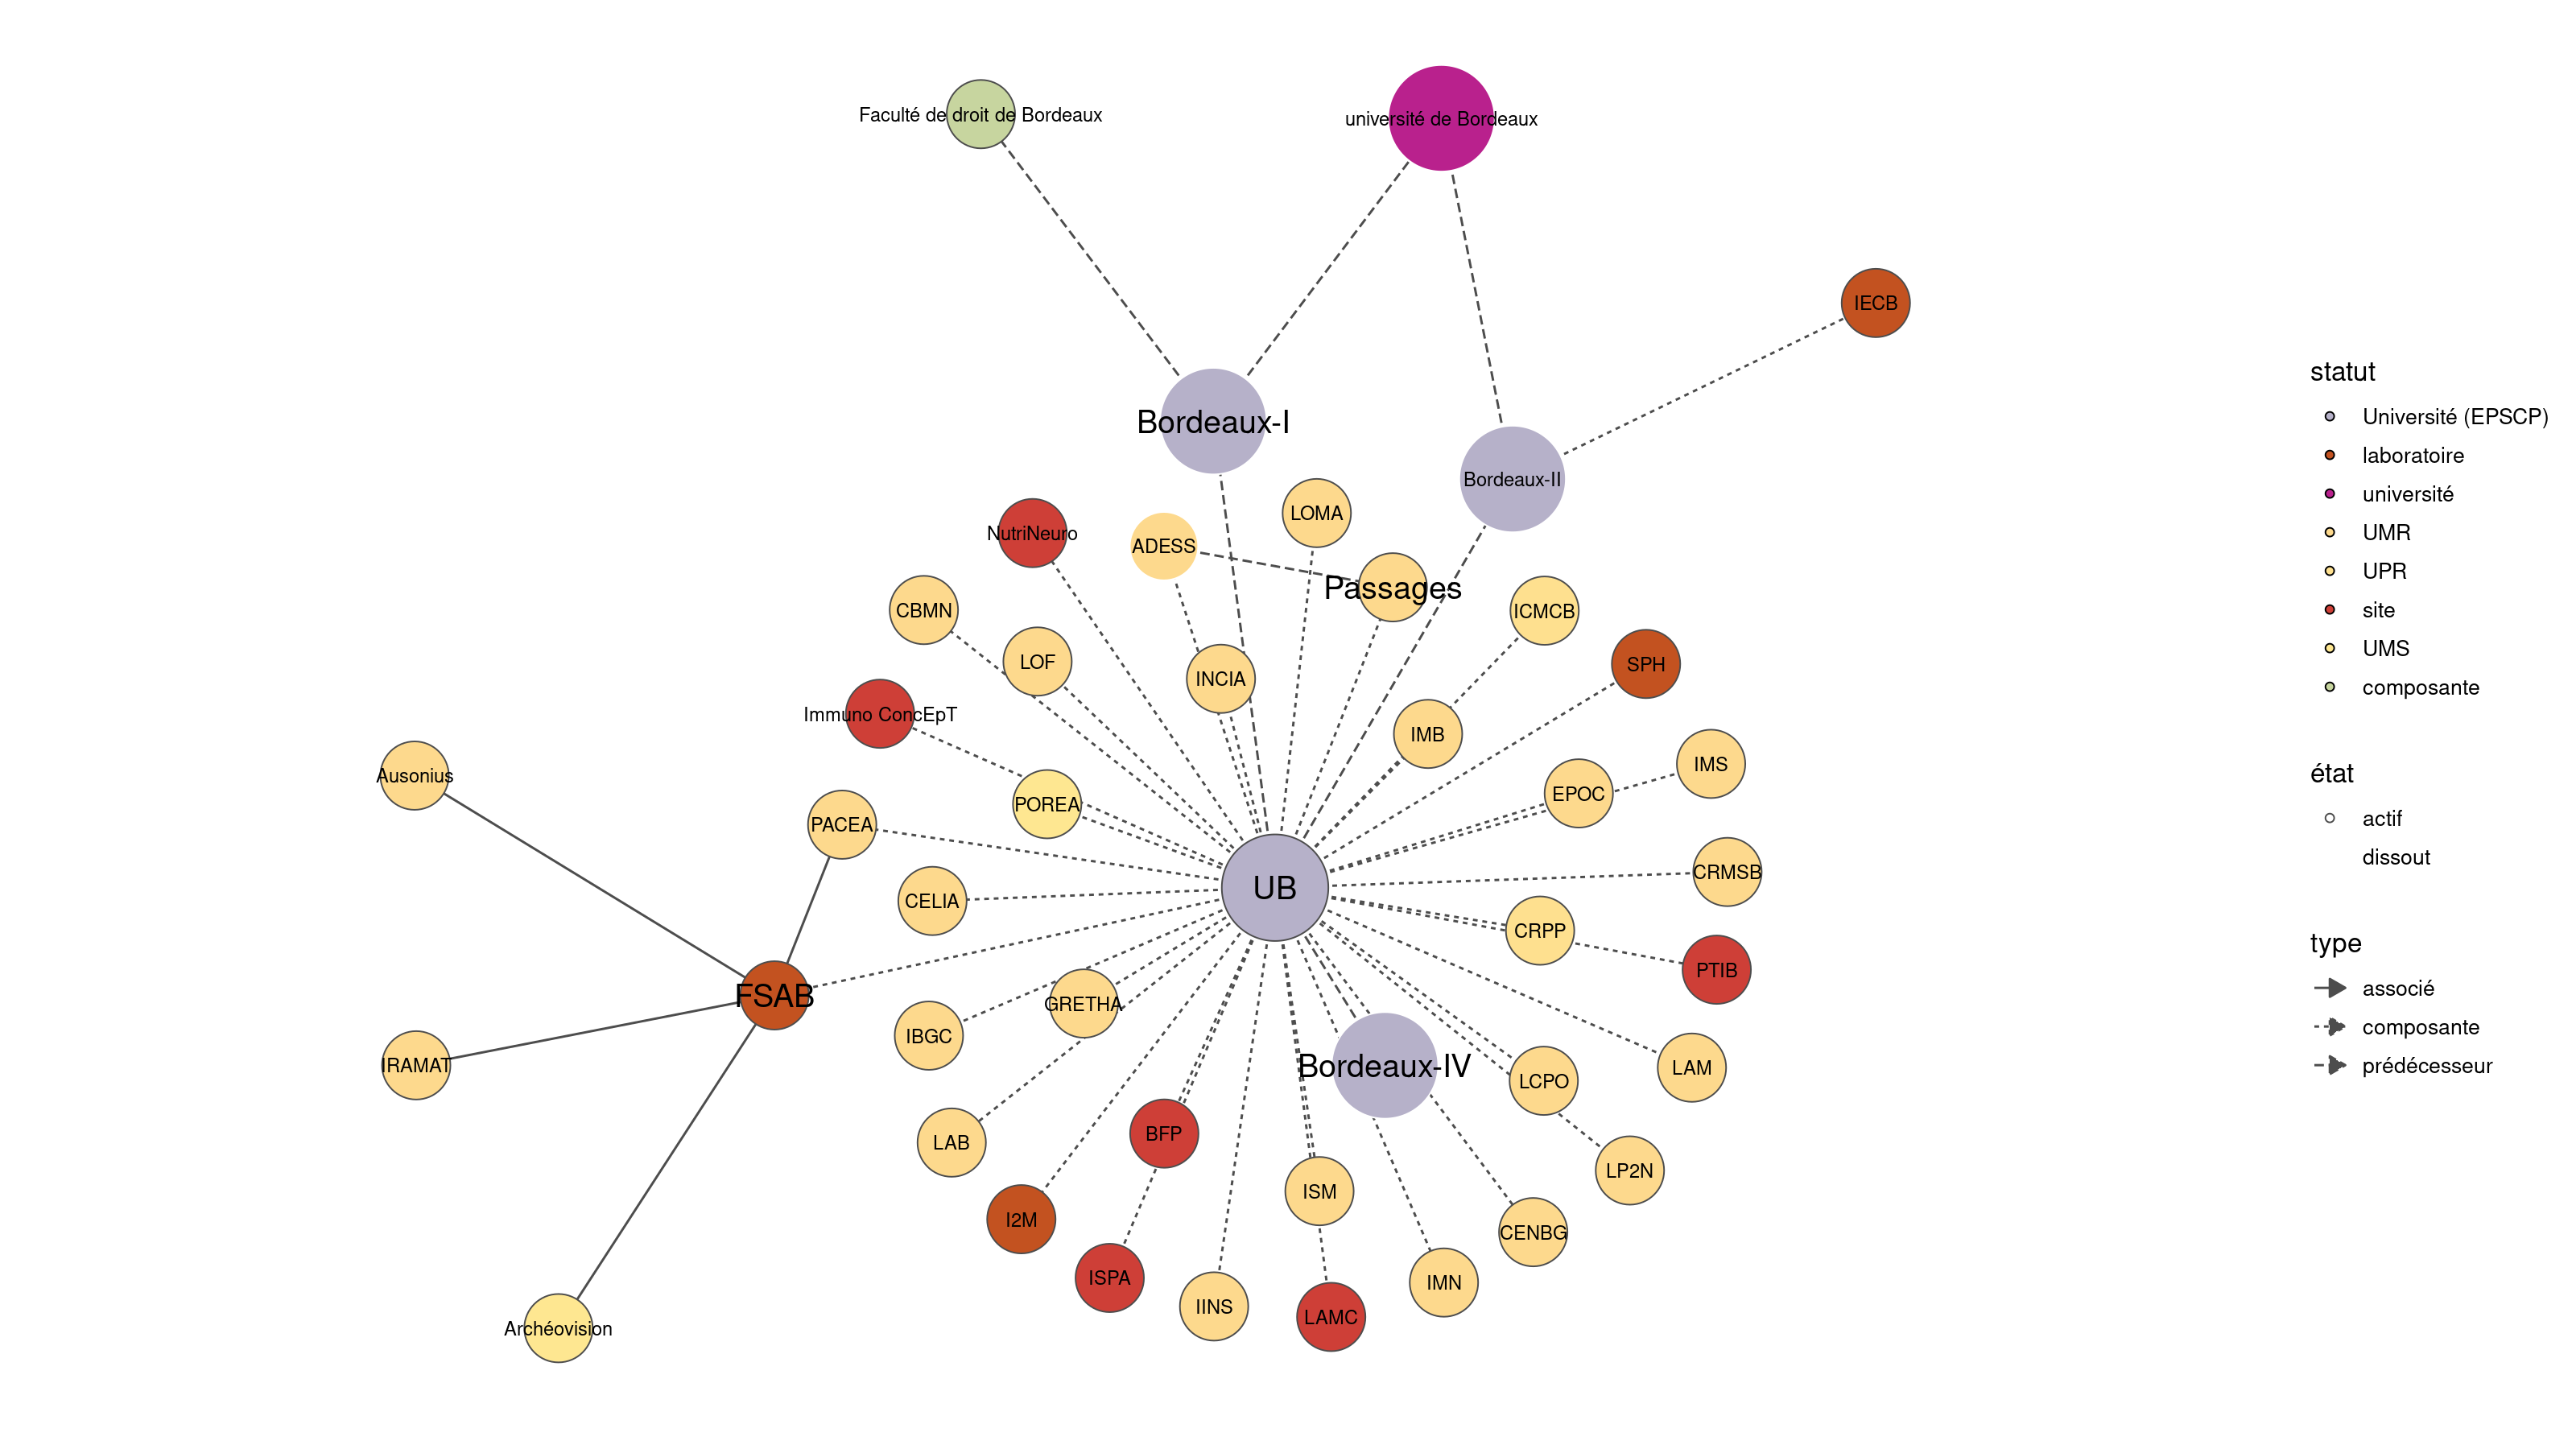 Faculté de droit de Bordeaux
université de Bordeaux
IECB
Bordeaux-I
Bordeaux-II
LOMA
NutriNeuro
ADESS
Passages
CBMN
ICMCB
LOF
SPH
INCIA
Immuno ConcEpT
IMB
IMS
Ausonius
EPOC
POREA
PACEA
CRMSB
UB
CELIA
CRPP
PTIB
FSAB
GRETHA
IBGC
IRAMAT
Bordeaux-IV
LAM
LCPO
BFP
LAB
LP2N
ISM
I2M
CENBG
ISPA
IMN
IINS
LAMC
Archéovision
statut
Université (EPSCP)
laboratoire
université
UMR
UPR
site
UMS
composante
état
actif
dissout
type
associé
composante
prédécesseur